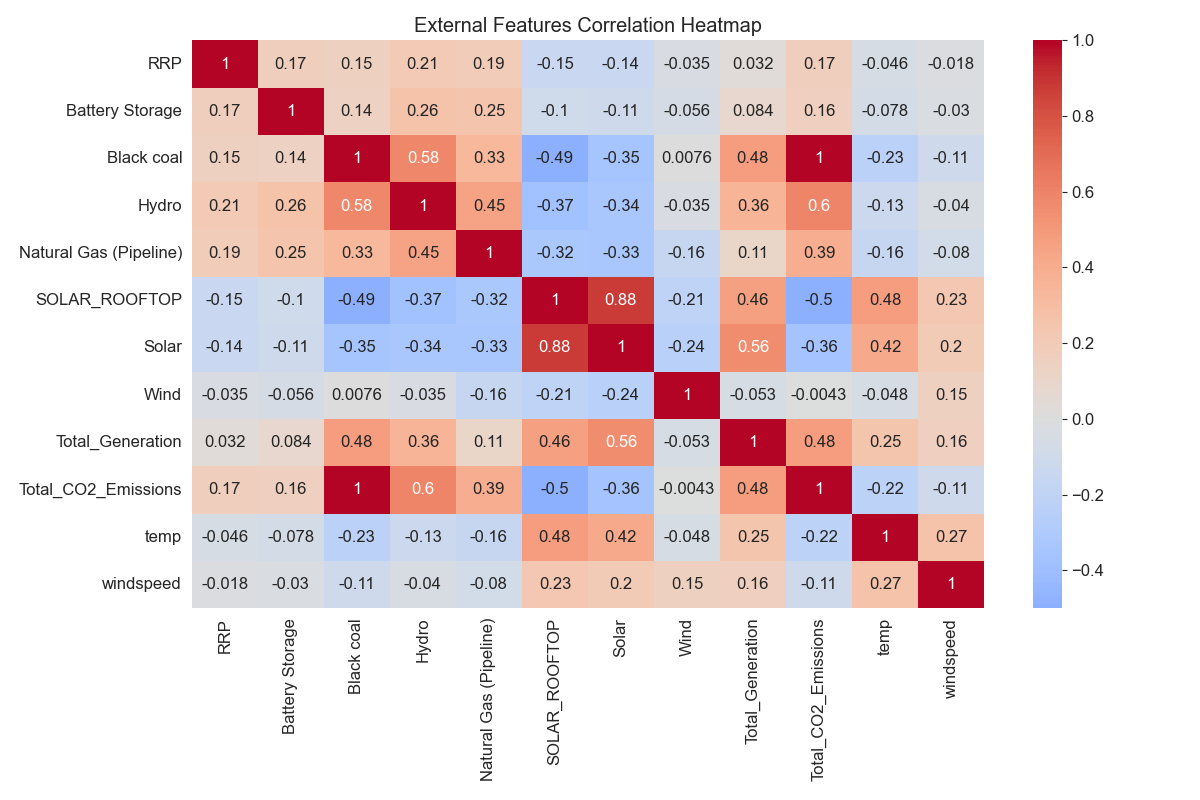 External Features Correlation Heatmap
RRP 1 0.17 0.15 0.21 0.19 -0.15 -0.14 -0.035 0.032 0.17 -0.046 -0.018
Battery Storage 0.17 1 0.14 0.26 0.25 -0.1 -0.11 -0.056 0.084 0.16 -0.078 -0.03
Black coal 0.15 0.14 1 0.58 0.33 -0.49 -0.35 0.0076 0.48 1 -0.23 -0.11
Hydro 0.21 0.26 0.58 1 0.45 -0.37 -0.34 -0.035 0.36 0.6 -0.13 -0.04
Natural Gas (Pipeline) 0.19 0.25 0.33 0.45 1 -0.32 -0.33 -0.16 0.11 0.39 -0.16 -0.08
SOLAR_ROOFTOP -0.15 -0.1 -0.49 -0.37 -0.32 1 0.88 -0.21 0.46 -0.5 0.48 0.23
Solar -0.14 -0.11 -0.35 -0.34 -0.33 0.88 1 -0.24 0.56 -0.36 0.42 0.2
Wind -0.035 -0.056 0.0076 -0.035 -0.16 -0.21 -0.24 1 -0.053 -0.0043 -0.048 0.15
Total_Generation 0.032 0.084 0.48 0.36 0.11 0.46 0.56 -0.053 1 0.48 0.25 0.16
Total_CO2_Emissions 0.17 0.16 1 0.6 0.39 -0.5 -0.36 -0.0043 0.48 1 -0.22 -0.11
temp -0.046 -0.078 -0.23 -0.13 -0.16 0.48 0.42 -0.048 0.25 -0.22 1 0.27
windspeed -0.018 -0.03 -0.11 -0.04 -0.08 0.23 0.2 0.15 0.16 -0.11 0.27 1
RRP
Battery Storage
Black coal
Hydro
Natural Gas (Pipeline)
SOLAR_ROOFTOP
Solar
Wind
Total_Generation
Total_CO2_Emissions
temp
windspeed
1.0
0.8
0.6
0.4
0.2
0.0
−0.2
−0.4